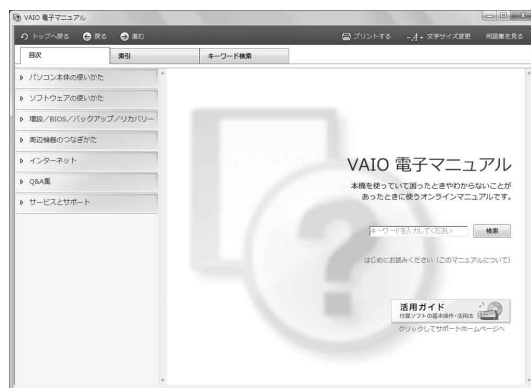 VAIO 電子マニュアル
トップへ戻る 戻る 進む プリントする -A+ 文字サイズ変更 用語集を見る
目次 索引 キーワード検索
パソコン本体の使いかた
ソフトウェアの使いかた
増設/BIOS/バックアップ/リカバリー
周辺機器のつなぎかた
インターネット
Q&A集
サービスとサポート
VAIO 電子マニュアル
本機を使っていて困ったときやわからないことが
あったときに使うオンラインマニュアルです。
キーワードを入力してください 検索
はじめにお読みください(このマニュアルについて)
活用ガイド
付属ソフトの基本操作・活用法
クリックしてサポートホームページへ